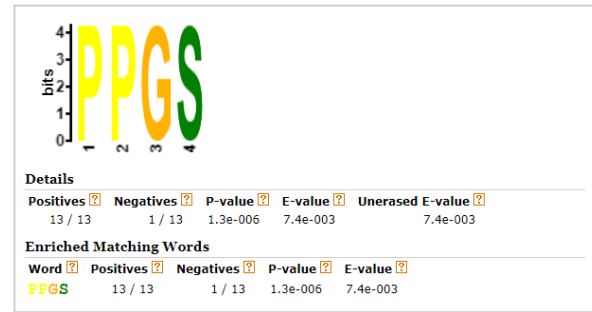 4
3
2
1
0
bits
PPGS
1 2 3 4
Details
Positives ? Negatives ? P-value ? E-value ? Unerased E-value ?
13 / 13 1 / 13 1.3e-006 7.4e-003 7.4e-003
Enriched Matching Words
Word ? Positives ? Negatives ? P-value ? E-value ?
PPGS 13 / 13 1 / 13 1.3e-006 7.4e-003